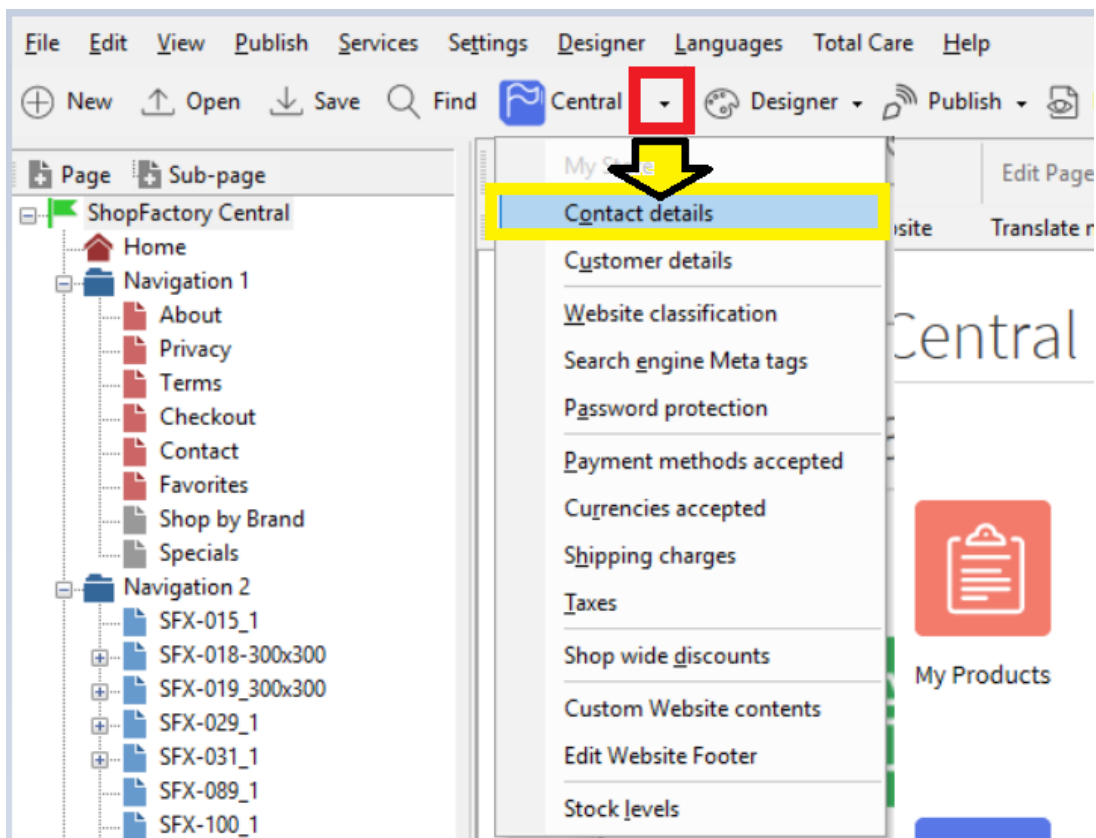 File Edit View Publish Services Settings Designer Languages Total Care Help
New Open Save Find Central Designer Publish
Page Sub-page
ShopFactory Central
Home
Navigation 1
About
Privacy
Terms
Checkout
Contact
Favorites
Shop by Brand
Specials
Navigation 2
SFX-015_1
SFX-018-300x300
SFX-019_300x300
SFX-029_1
SFX-031_1
SFX-089_1
SFX-100_1
My Store
Contact details
Customer details
Website classification
Search engine Meta tags
Password protection
Payment methods accepted
Currencies accepted
Shipping charges
Taxes
Shop wide discounts
Custom Website contents
Edit Website Footer
Stock levels
Edit Page
site Translate
Central
My Products